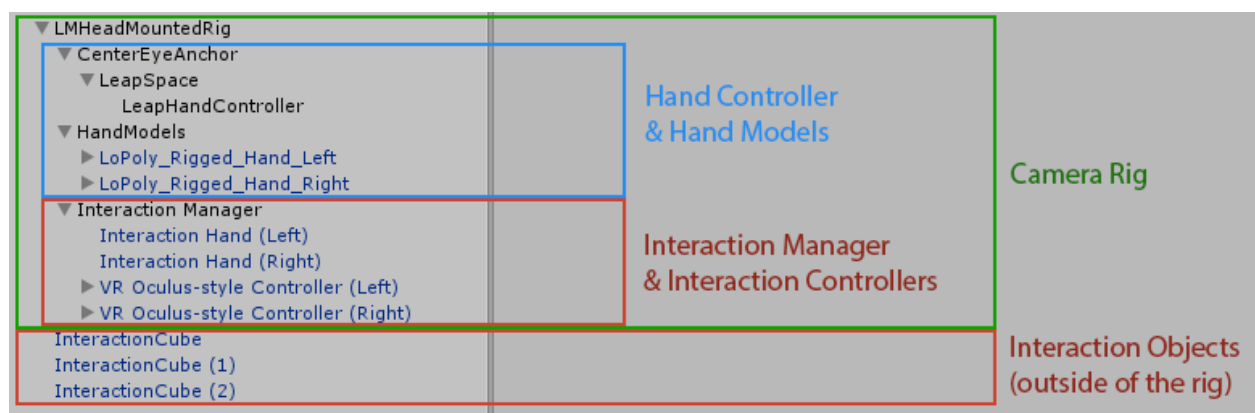 LMHeadMountedRig
CenterEyeAnchor
LeapSpace
LeapHandController
HandModels
LoPoly_Rigged_Hand_Left
LoPoly_Rigged_Hand_Right
Interaction Manager
Interaction Hand (Left)
Interaction Hand (Right)
VR Oculus-style Controller (Left)
VR Oculus-style Controller (Right)
InteractionCube
InteractionCube (1)
InteractionCube (2)
Hand Controller
& Hand Models
Interaction Manager
& Interaction Controllers
Camera Rig
Interaction Objects
(outside of the rig)